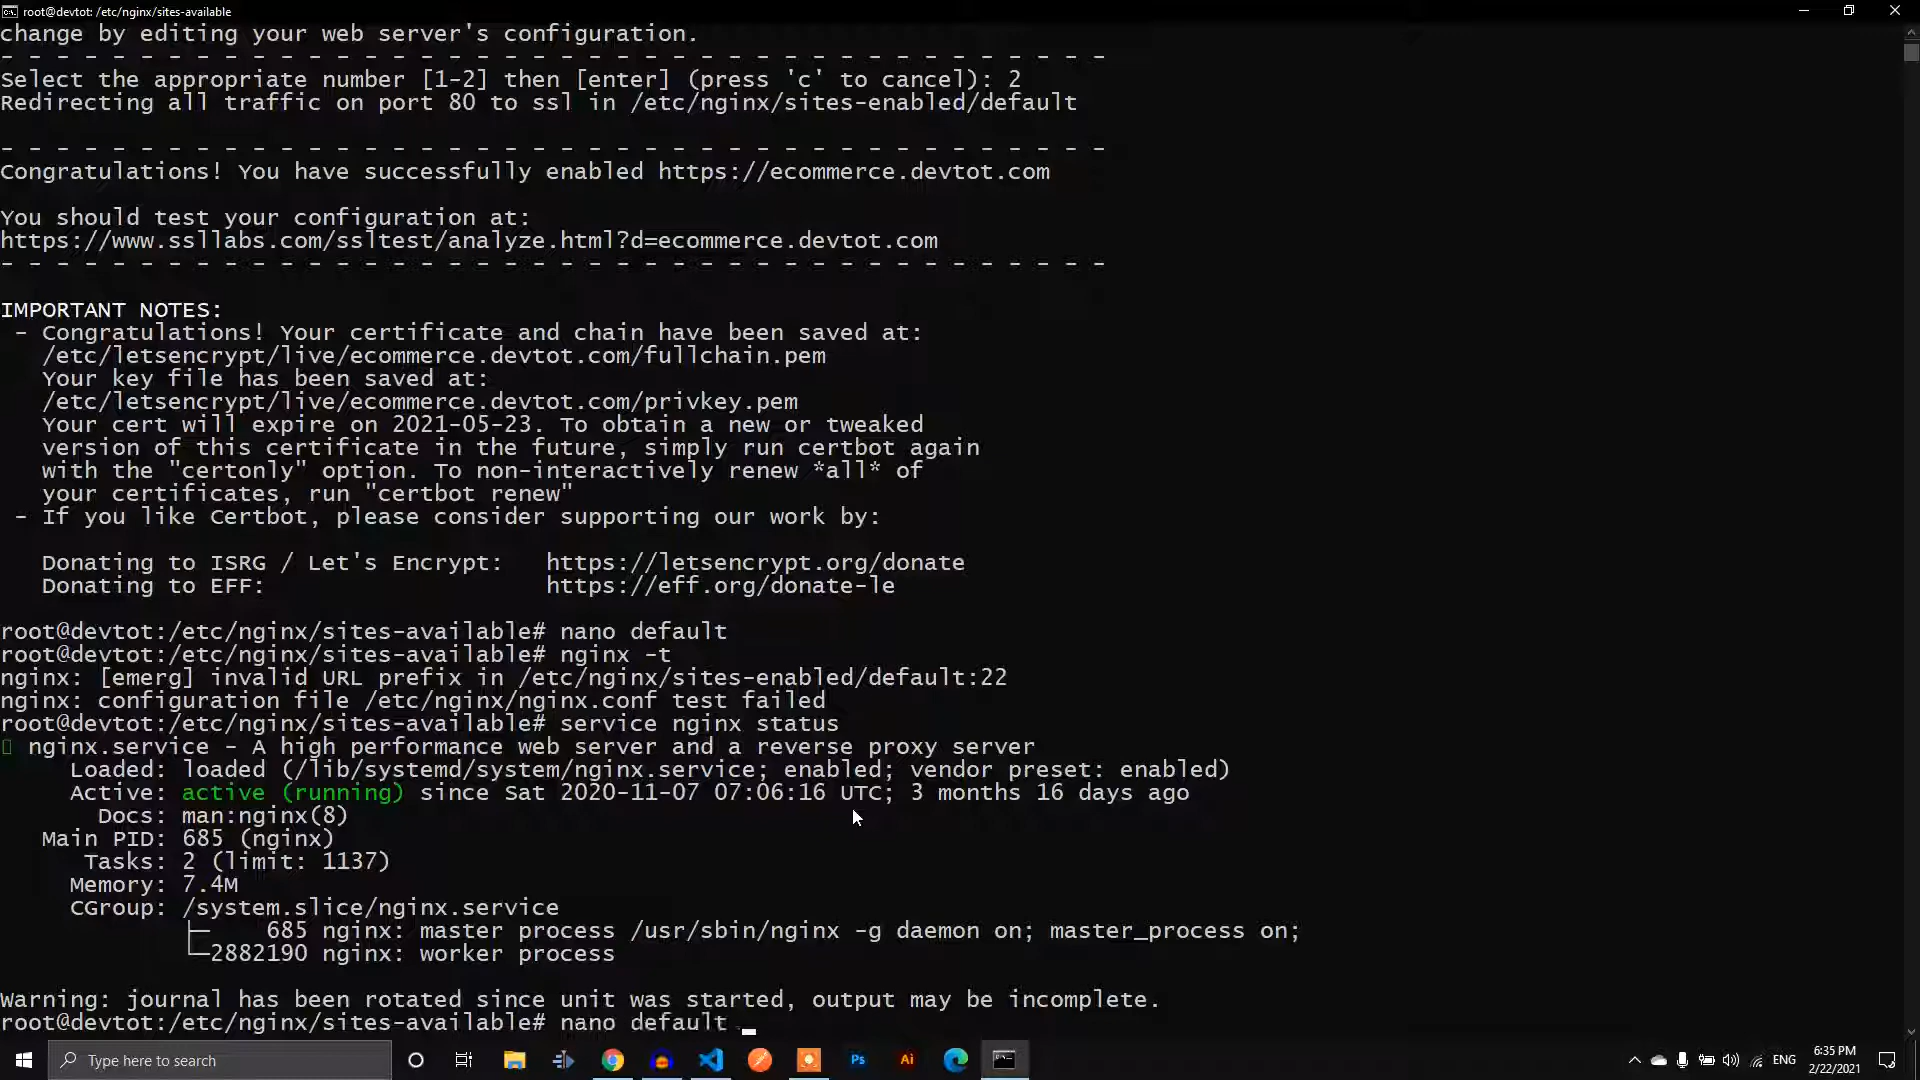 root@devtot: /etc/nginx/sites-available
change by editing your web server's configuration.
- - - - - - - - - - - - - - - - - - - - - - - - - - - - - - - - - - - - - - - -
Select the appropriate number [1-2] then [enter] (press 'c' to cancel): 2
Redirecting all traffic on port 80 to ssl in /etc/nginx/sites-enabled/default
- - - - - - - - - - - - - - - - - - - - - - - - - - - - - - - - - - - - - - - -
Congratulations! You have successfully enabled https://ecommerce.devtot.com
You should test your configuration at:
https://www.ssllabs.com/ssltest/analyze.html?d=ecommerce.devtot.com
- - - - - - - - - - - - - - - - - - - - - - - - - - - - - - - - - - - - - - - -
IMPORTANT NOTES:
- Congratulations! Your certificate and chain have been saved at:
/etc/letsencrypt/live/ecommerce.devtot.com/fullchain.pem
Your key file has been saved at:
/etc/letsencrypt/live/ecommerce.devtot.com/privkey.pem
Your cert will expire on 2021-05-23. To obtain a new or tweaked
version of this certificate in the future, simply run certbot again
with the "certonly" option. To non-interactively renew *all* of
your certificates, run "certbot renew"
- If you like Certbot, please consider supporting our work by:
Donating to ISRG / Let's Encrypt:   https://letsencrypt.org/donate
Donating to EFF:                    https://eff.org/donate-le
root@devtot:/etc/nginx/sites-available# nano default
root@devtot:/etc/nginx/sites-available# nginx -t
nginx: [emerg] invalid URL prefix in /etc/nginx/sites-enabled/default:22
nginx: configuration file /etc/nginx/nginx.conf test failed
root@devtot:/etc/nginx/sites-available# service nginx status
nginx.service - A high performance web server and a reverse proxy server
Loaded: loaded (/lib/systemd/system/nginx.service; enabled; vendor preset: enabled)
Active: active (running) since Sat 2020-11-07 07:06:16 UTC; 3 months 16 days ago
Docs: man:nginx(8)
Main PID: 685 (nginx)
Tasks: 2 (limit: 1137)
Memory: 7.4M
CGroup: /system.slice/nginx.service
├─    685 nginx: master process /usr/sbin/nginx -g daemon on; master_process on;
└─2882190 nginx: worker process
Warning: journal has been rotated since unit was started, output may be incomplete.
root@devtot:/etc/nginx/sites-available# nano default
Type here to search
Ps
Ai
ENG
6:35 PM
2/22/2021